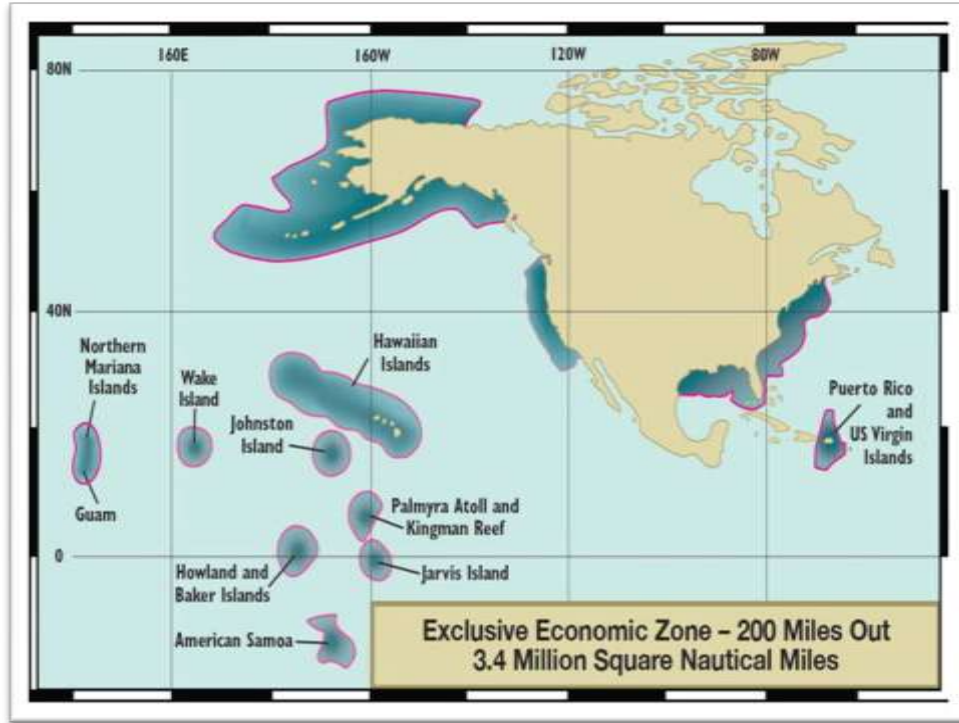 160E
160W
120W
80W
80N
40N
0
Northern
Mariana
Islands
Guam
Wake
Island
Johnston
Island
Hawaiian
Islands
Palmyra Atoll and
Kingman Reef
Howland and
Baker Islands
Jarvis Island
American Samoa
Puerto Rico
and
US Virgin
Islands
Exclusive Economic Zone – 200 Miles Out
3.4 Million Square Nautical Miles